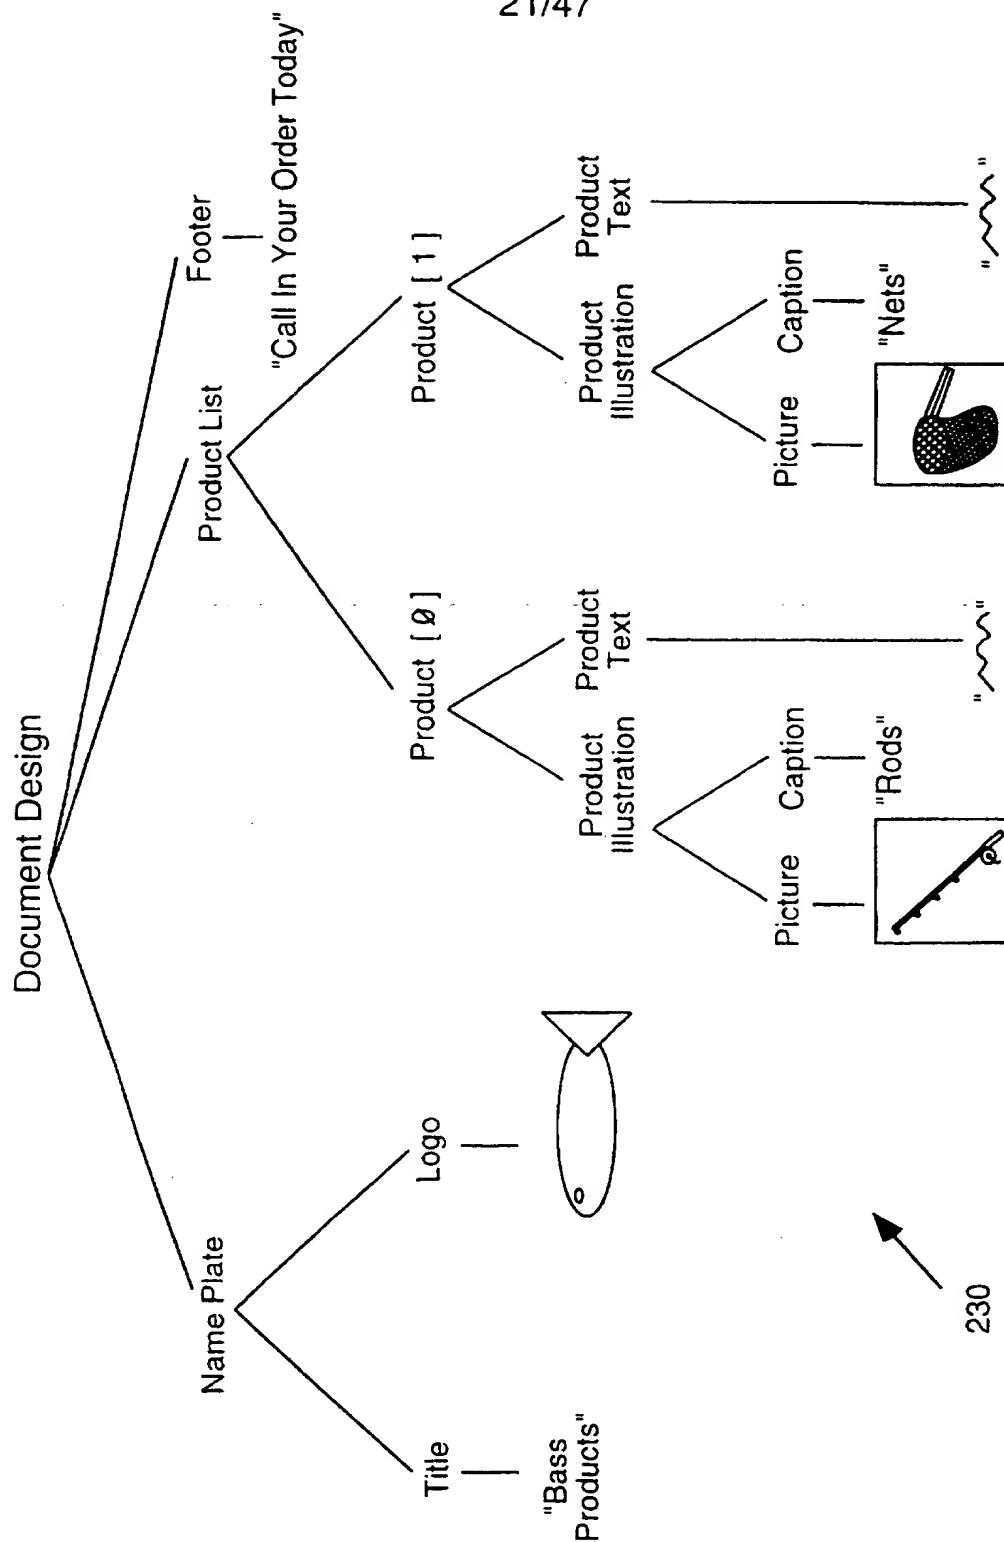 21/47
Document Design
Name Plate
Product List
Footer
"Call In Your Order Today"
Title
Logo
Product [0]
Product [1]
"Bass
Products"
Product
Illustration
Product
Text
Product
Illustration
Product
Text
Picture
Caption
Picture
Caption
"Rods"
"Nets"
" "
" "
230